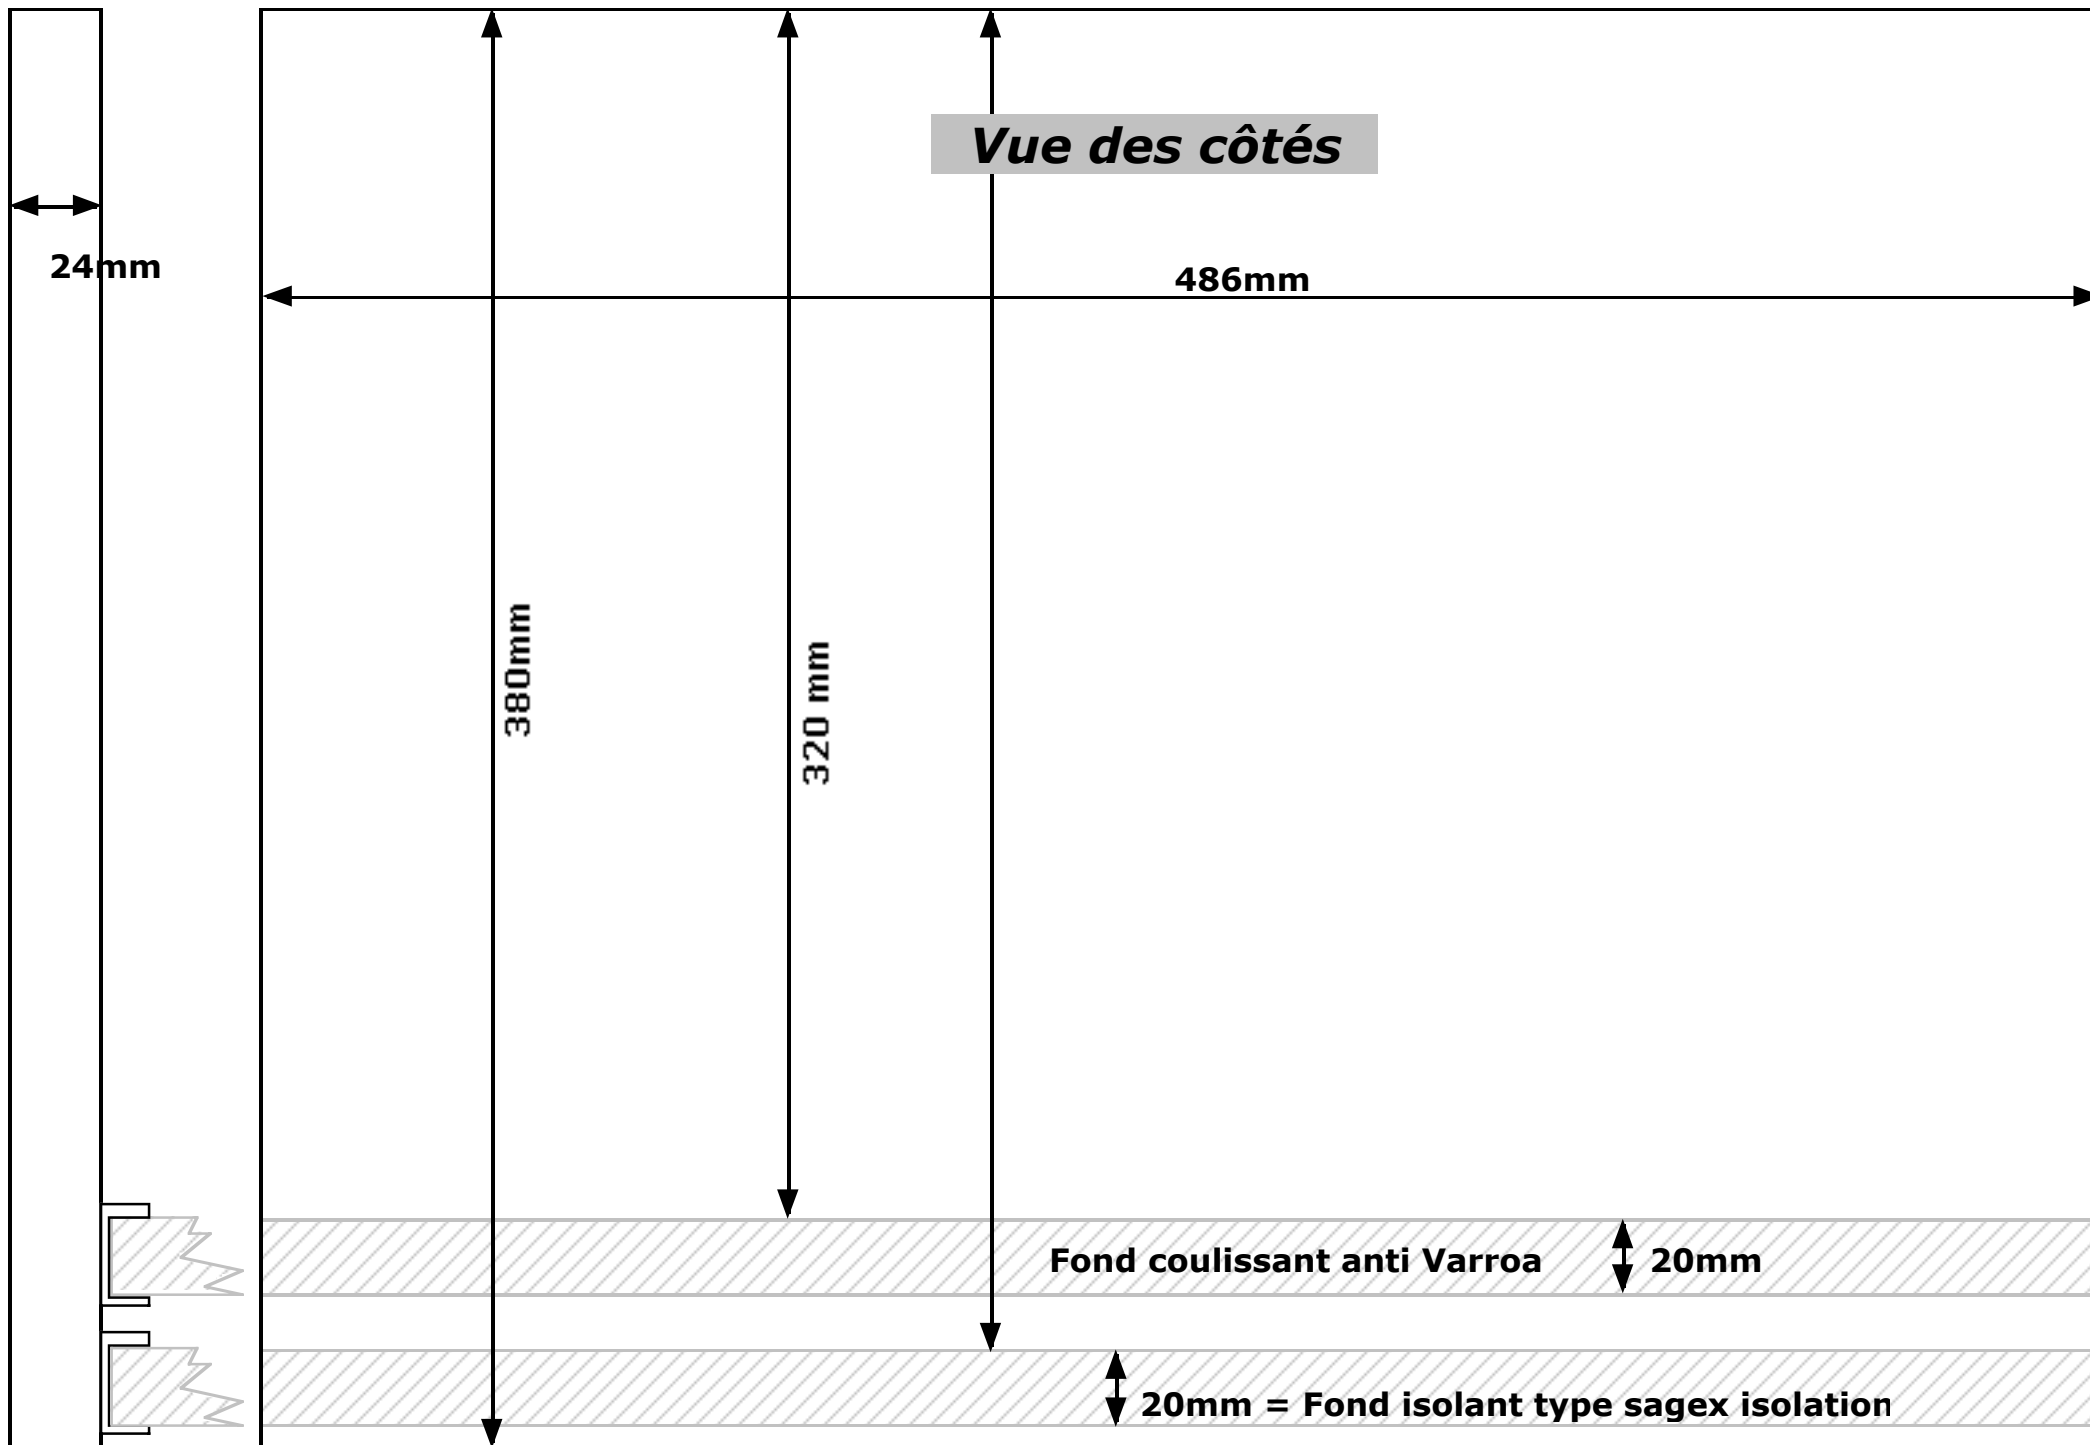 Vue des côtés
24mm
486mm
380mm
320 mm
Fond coulissant anti Varroa
20mm
20mm = Fond isolant type sagex isolation